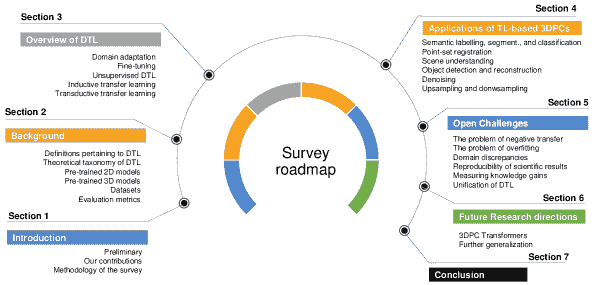 Section 3
Overview of DTL
Domain adaptation
Fine-tuning
Unsupervised DTL
Inductive transfer learning
Transductive transfer learning
Section 2
Background
Definitions pertaining to DTL
Theoretical taxonomy of DTL
Pre-trained 2D models
Pre-trained 3D models
Datasets
Evaluation metrics
Section 1
Introduction
Preliminary
Our contributions
Methodology of the survey
Survey
roadmap
Section 4
Applications of TL-based 3DPCs
Semantic labelling, segment., and classification
Point-set registration
Scene understanding
Object detection and reconstruction
Denoising
Upsampling and donwsampling
Section 5
Open Challenges
The problem of negative transfer
The problem of overfitting
Domain discrepancies
Reproducibility of scientific results
Measuring knowledge gains
Unification of DTL
Section 6
Future Research directions
3DPC Transformers
Further generalization
Section 7
Conclusion